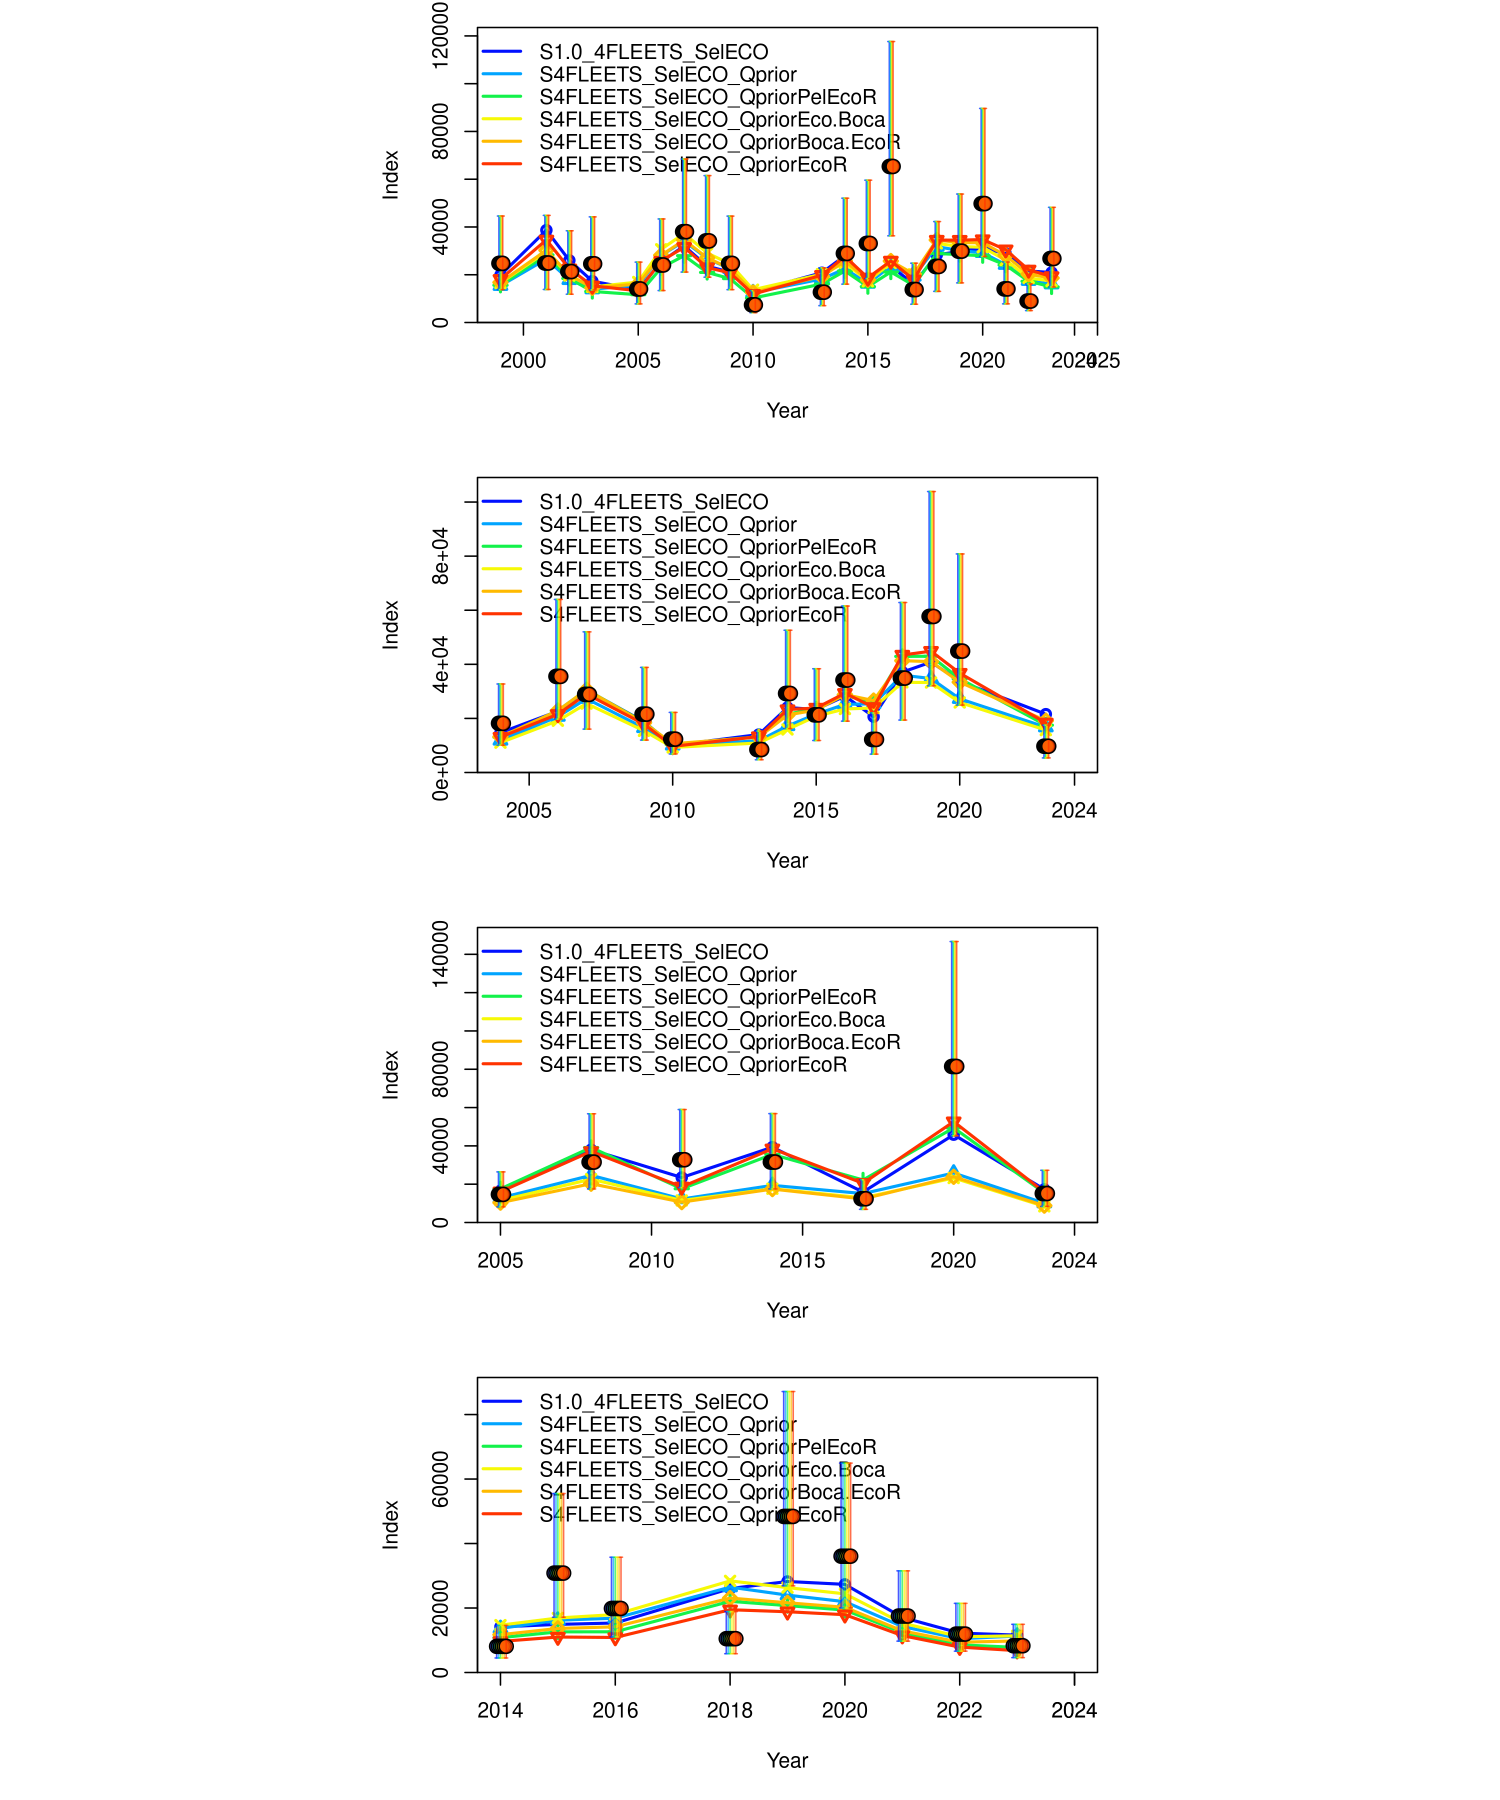 120000
80000
40000
0
Index
S1.0_4FLEETS_SelECO
S4FLEETS_SelECO_Qprior
S4FLEETS_SelECO_QpriorPelEcoR
S4FLEETS_SelECO_QpriorEco.Boca
S4FLEETS_SelECO_QpriorBoca.EcoR
S4FLEETS_SelECO_QpriorEcoR
2000 2005 2010 2015 2020 2024 2025
Year
8e+04
4e+04
0e+00
Index
S1.0_4FLEETS_SelECO
S4FLEETS_SelECO_Qprior
S4FLEETS_SelECO_QpriorPelEcoR
S4FLEETS_SelECO_QpriorEco.Boca
S4FLEETS_SelECO_QpriorBoca.EcoR
S4FLEETS_SelECO_QpriorEcoR
2005 2010 2015 2020 2024
Year
140000
80000
40000
0
Index
S1.0_4FLEETS_SelECO
S4FLEETS_SelECO_Qprior
S4FLEETS_SelECO_QpriorPelEcoR
S4FLEETS_SelECO_QpriorEco.Boca
S4FLEETS_SelECO_QpriorBoca.EcoR
S4FLEETS_SelECO_QpriorEcoR
2005 2010 2015 2020 2024
Year
60000
20000
0
Index
S1.0_4FLEETS_SelECO
S4FLEETS_SelECO_Qprior
S4FLEETS_SelECO_QpriorPelEcoR
S4FLEETS_SelECO_QpriorEco.Boca
S4FLEETS_SelECO_QpriorBoca.EcoR
S4FLEETS_SelECO_QpriorEcoR
2014 2016 2018 2020 2022 2024
Year